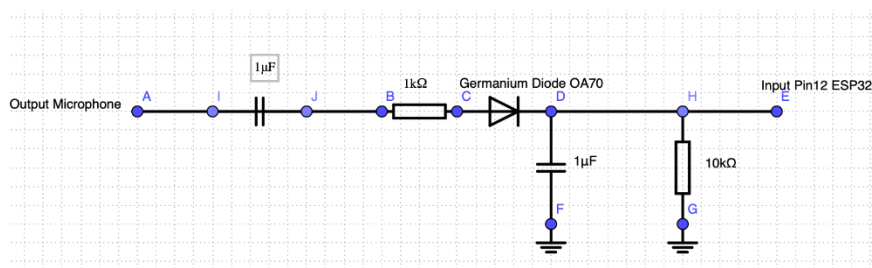 1µF
1kΩ
Germanium Diode OA70
Input Pin12 ESP32
Output Microphone
A
I
J
B
C
D
H
E
1µF
10kΩ
F
G